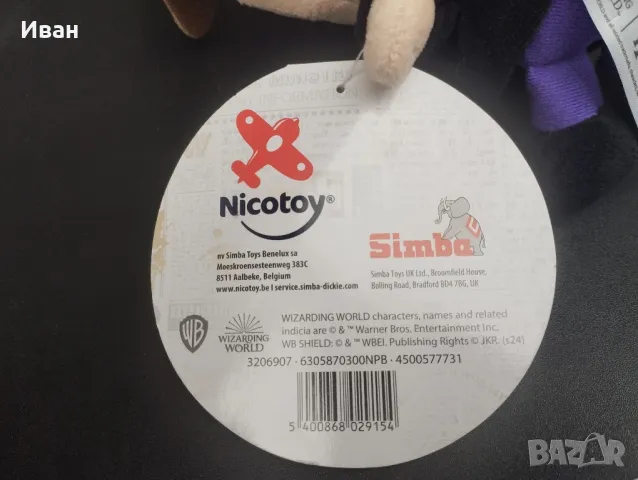 Иван
Nicotoy®
nv Simba Toys Benelux sa
Moeskroensesteenweg 383C
8511 Aalbeke, Belgium
www.nicotoy.be I service.simba-dickie.com
Simba
Simba Toys UK Ltd., Broomfield House,
Bolling Road, Bradford BD4 7BG, UK
WB
WIZARDING
WORLD
WIZARDING WORLD characters, names and related
indicia are © & ™ Warner Bros. Entertainment Inc.
WB SHIELD: © & ™ WBEI. Publishing Rights © JKR. (s24)
3206907 · 6305870300NPB · 4500577731
5 400868 029154
BAZAR